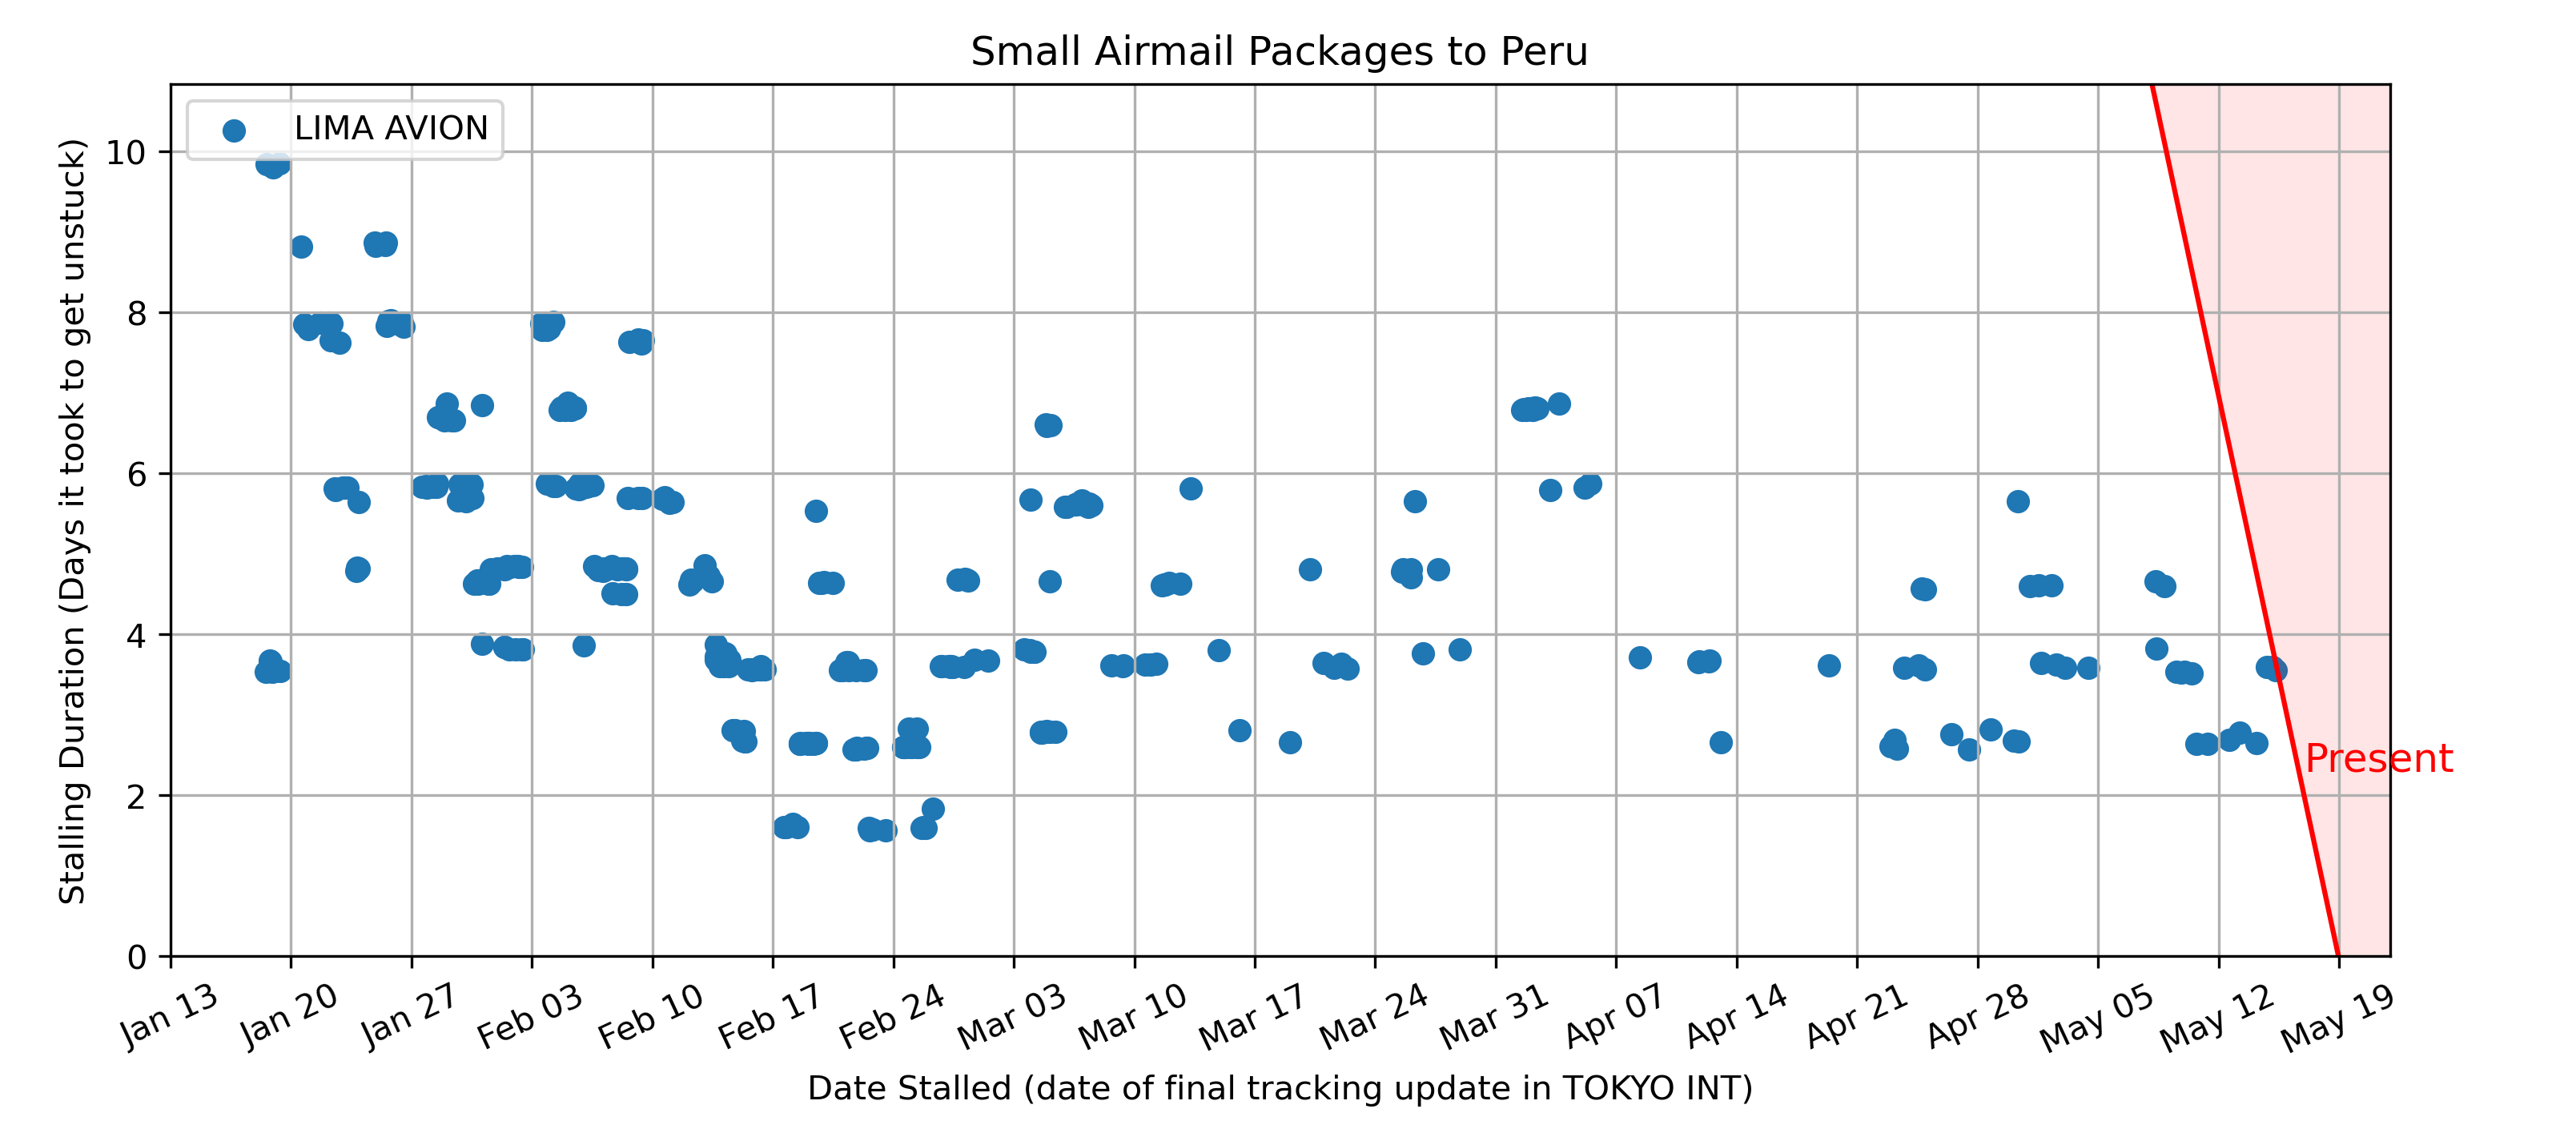 Small Airmail Packages to Peru
LIMA AVION
Stalling Duration (Days it took to get unstuck)
10
8
6
4
2
0
Present
Jan 13
Jan 20
Jan 27
Feb 03
Feb 10
Feb 17
Feb 24
Mar 03
Mar 10
Mar 17
Mar 24
Mar 31
Apr 07
Apr 14
Apr 21
Apr 28
May 05
May 12
May 19
Date Stalled (date of final tracking update in TOKYO INT)